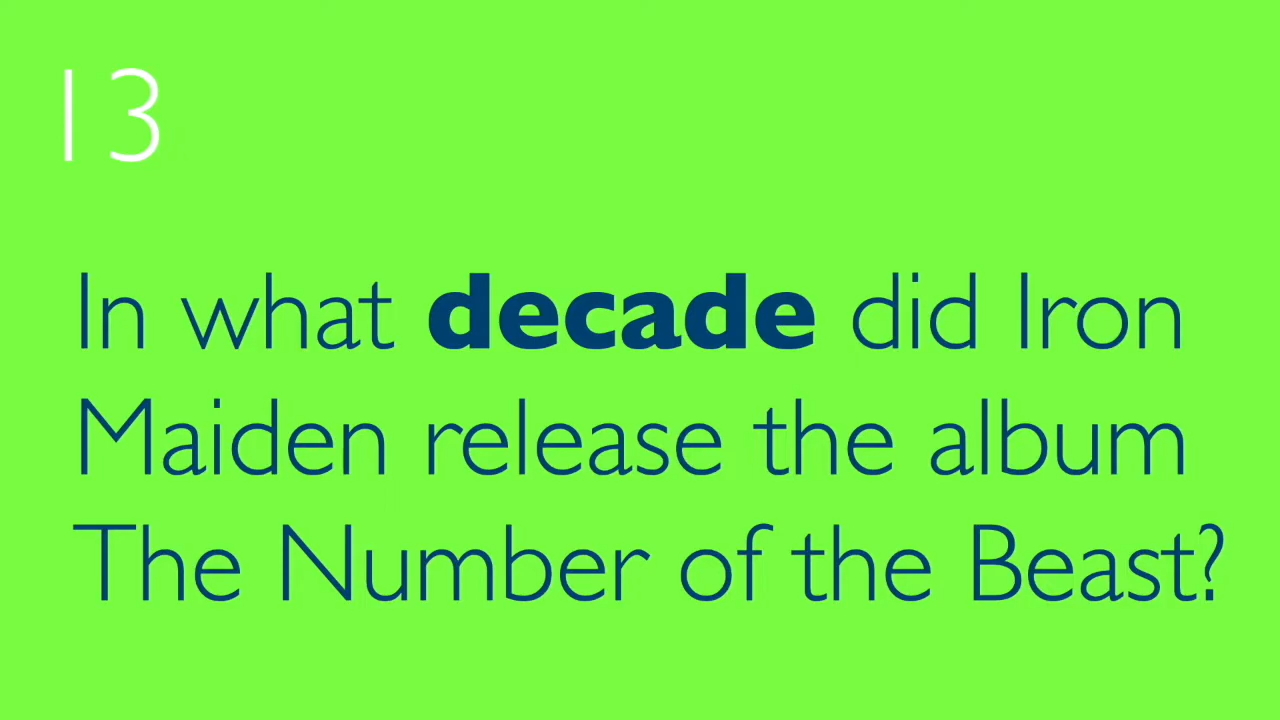 13
In what decade did Iron
Maiden release the album
The Number of the Beast?